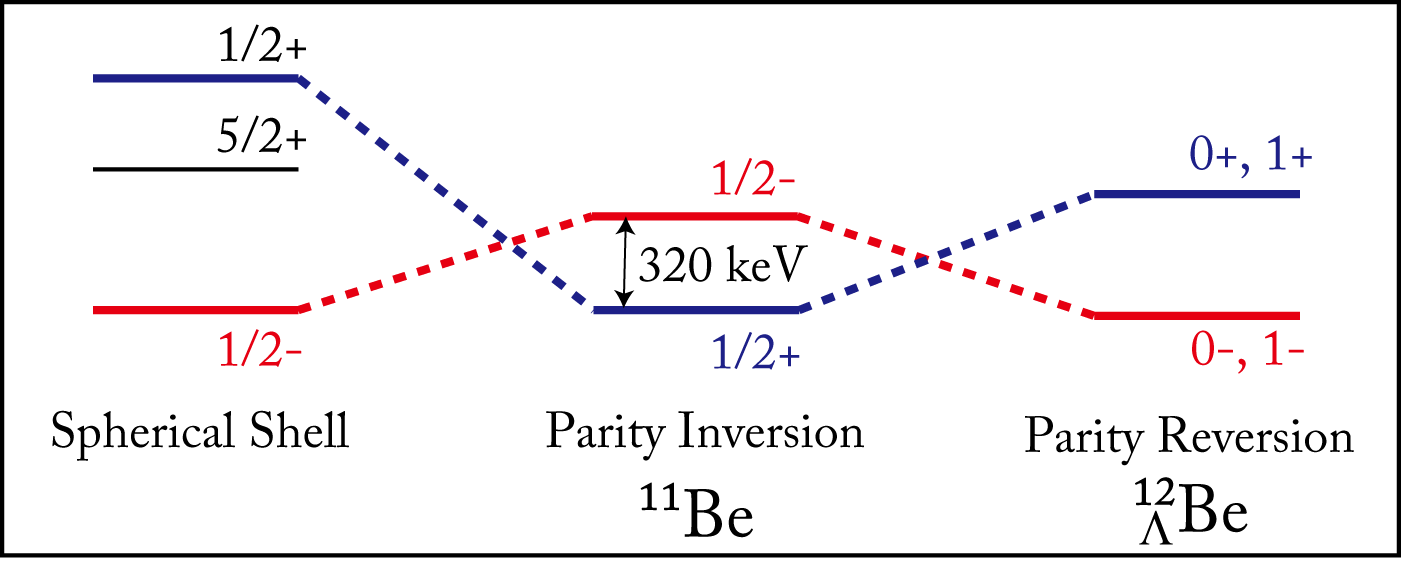 1/2+
5/2+
1/2-
Spherical Shell
1/2-
320 keV
1/2+
Parity Inversion
¹¹Be
0+, 1+
0-, 1-
Parity Reversion
¹²ΛBe